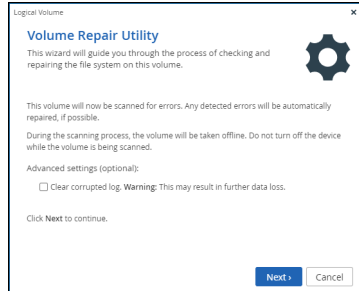 Logical Volume ×
Volume Repair Utility
This wizard will guide you through the process of checking and
repairing the file system on this volume.
This volume will now be scanned for errors. Any detected errors will be automatically
repaired, if possible.
During the scanning process, the volume will be taken offline. Do not turn off the device
while the volume is being scanned.
Advanced settings (optional):
Clear corrupted log. Warning: This may result in further data loss.
Click Next to continue.
Next › Cancel